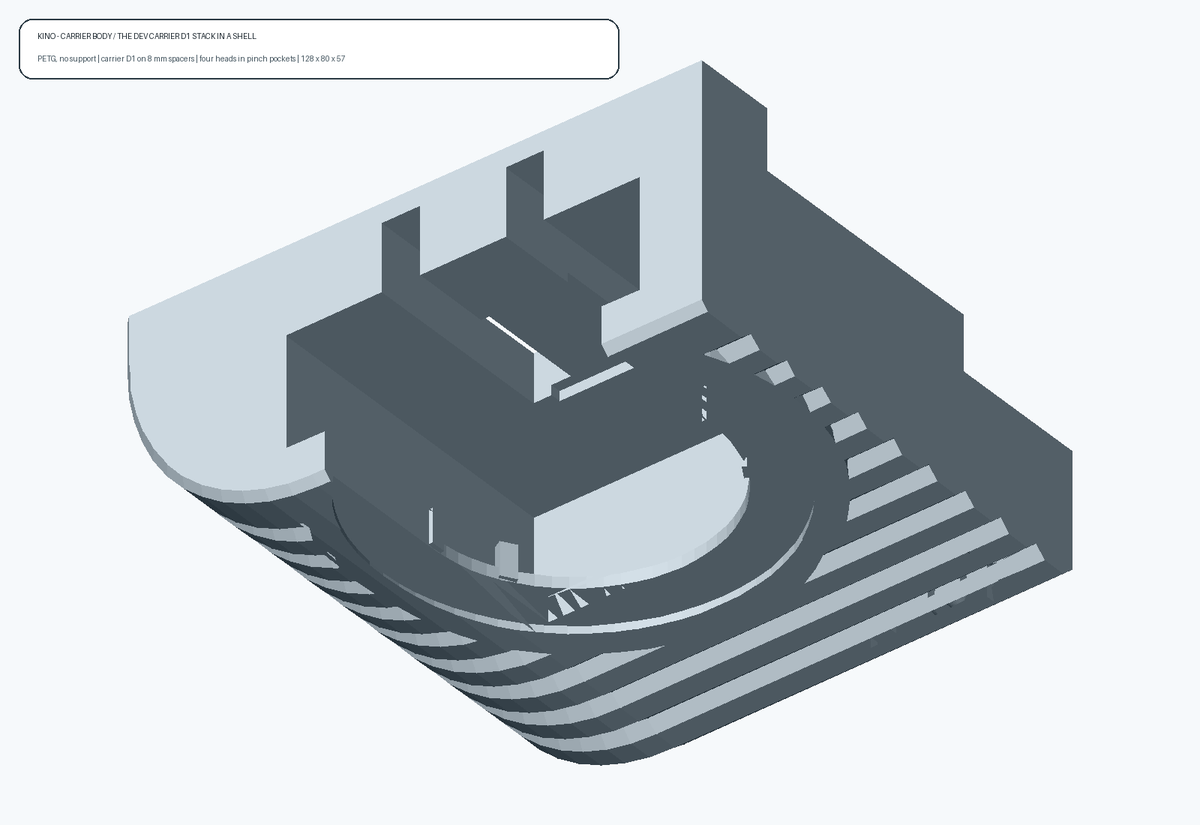 KINO - CARRIER BODY / THE DEV CARRIER D1 STACK IN A SHELL
PETG, no support | carrier D1 on 8 mm spacers | four heads in pinch pockets | 128 x 80 x 57